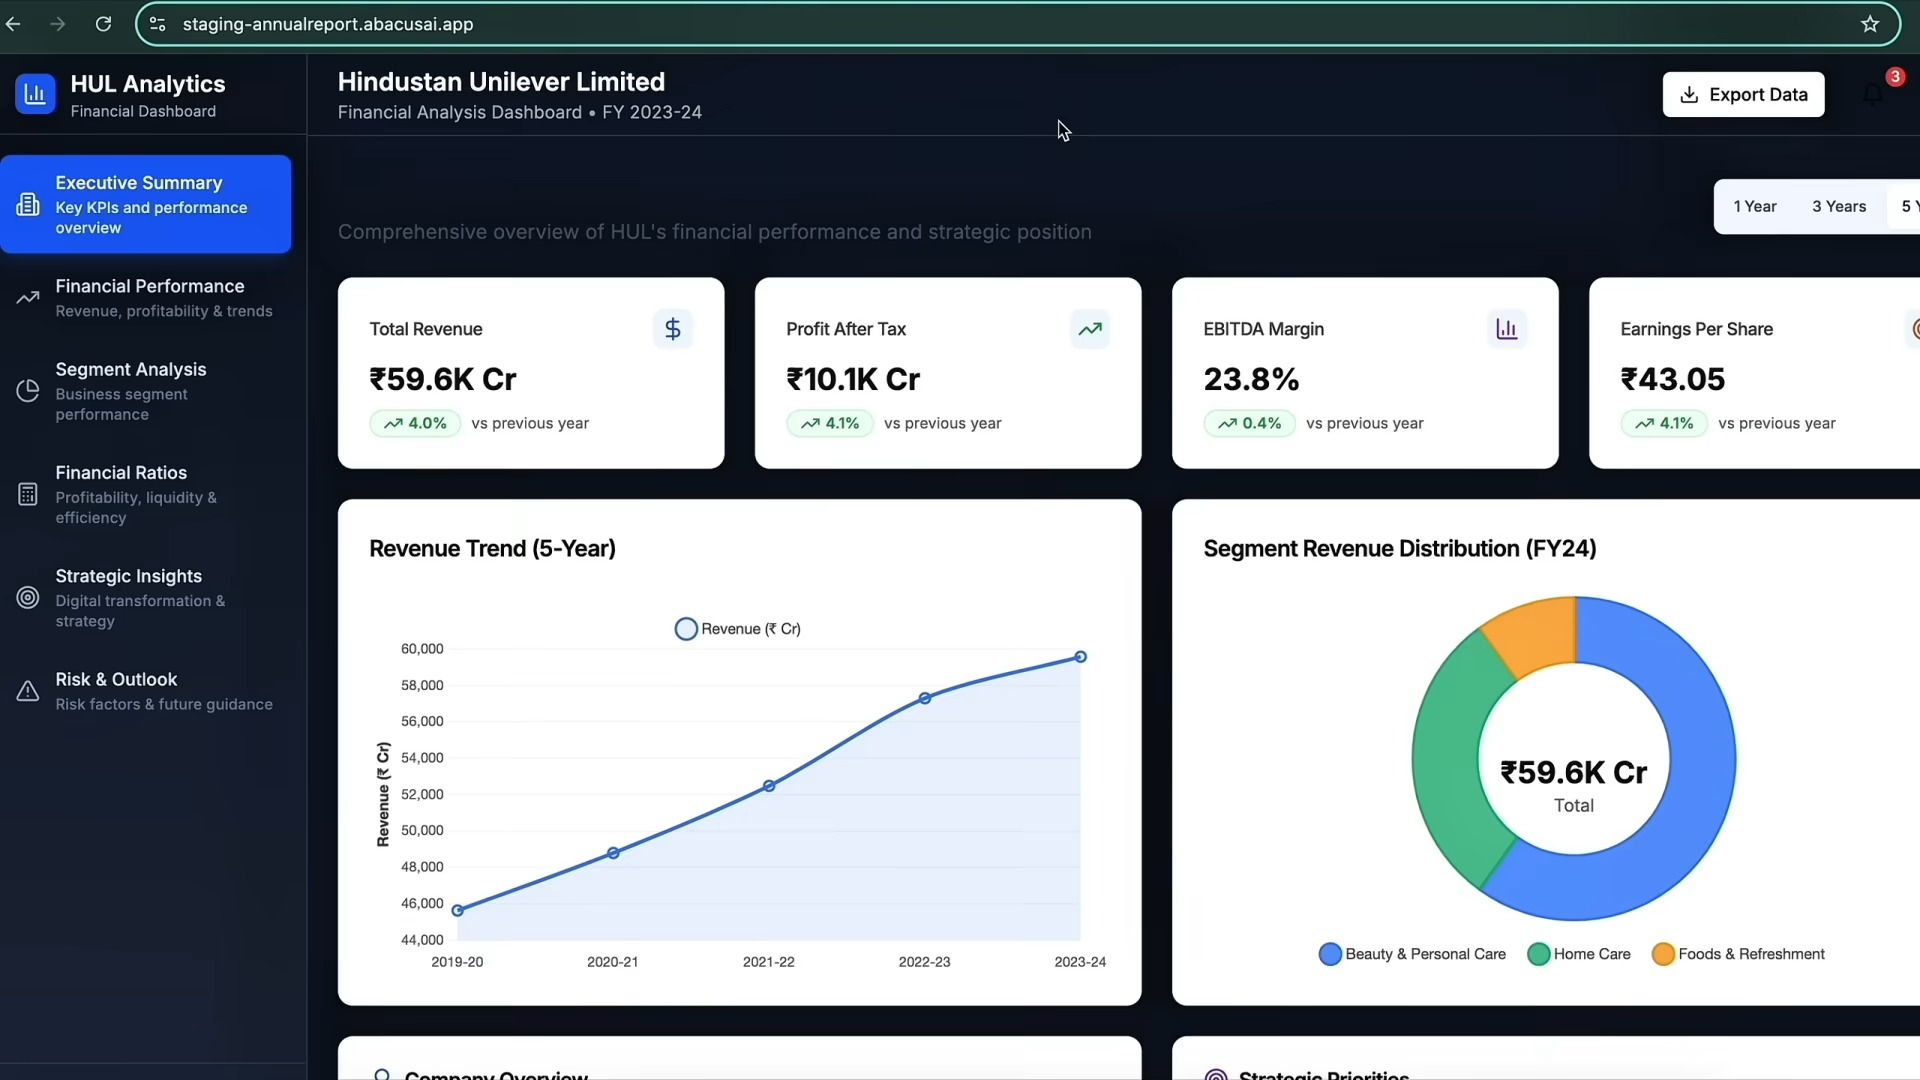 staging-annualreport.abacusai.app
HUL Analytics
Financial Dashboard
Hindustan Unilever Limited
Financial Analysis Dashboard • FY 2023-24
Export Data
3
Executive Summary
Key KPIs and performance
overview
Financial Performance
Revenue, profitability & trends
Segment Analysis
Business segment
performance
Financial Ratios
Profitability, liquidity &
efficiency
Strategic Insights
Digital transformation &
strategy
Risk & Outlook
Risk factors & future guidance
1 Year
3 Years
5 Y
Comprehensive overview of HUL's financial performance and strategic position
Total Revenue
$
₹59.6K Cr
4.0% vs previous year
Profit After Tax
₹10.1K Cr
4.1% vs previous year
EBITDA Margin
23.8%
0.4% vs previous year
Earnings Per Share
₹43.05
4.1% vs previous year
Revenue Trend (5-Year)
Revenue (₹ Cr)
60,000
58,000
56,000
54,000
52,000
50,000
48,000
46,000
44,000
Revenue (₹ Cr)
2019-20
2020-21
2021-22
2022-23
2023-24
Segment Revenue Distribution (FY24)
₹59.6K Cr
Total
Beauty & Personal Care
Home Care
Foods & Refreshment
Company Overview
Strategic Priorities